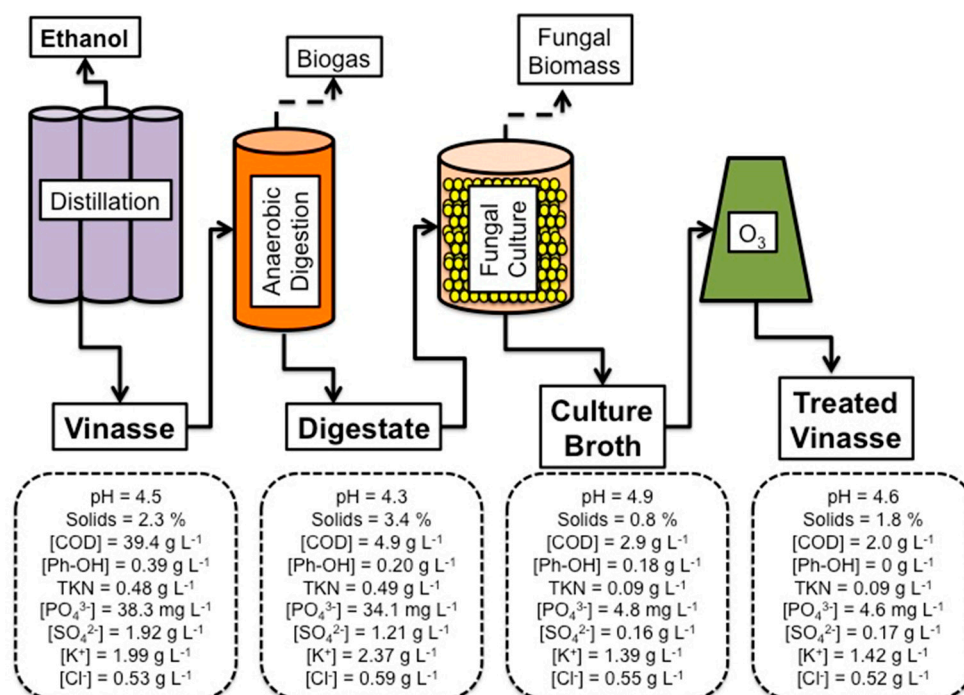 Ethanol
Biogas
Fungal
Biomass
Distillation
Anaerobic
Digestion
Fungal
Culture
O₃
Vinasse
Digestate
Culture
Broth
Treated
Vinasse
pH = 4.5
Solids = 2.3 %
[COD] = 39.4 g L⁻¹
[Ph-OH] = 0.39 g L⁻¹
TKN = 0.48 g L⁻¹
[PO₄³⁻] = 38.3 mg L⁻¹
[SO₄²⁻] = 1.92 g L⁻¹
[K⁺] = 1.99 g L⁻¹
[Cl⁻] = 0.53 g L⁻¹
pH = 4.3
Solids = 3.4 %
[COD] = 4.9 g L⁻¹
[Ph-OH] = 0.20 g L⁻¹
TKN = 0.49 g L⁻¹
[PO₄³⁻] = 34.1 mg L⁻¹
[SO₄²⁻] = 1.21 g L⁻¹
[K⁺] = 2.37 g L⁻¹
[Cl⁻] = 0.59 g L⁻¹
pH = 4.9
Solids = 0.8 %
[COD] = 2.9 g L⁻¹
[Ph-OH] = 0.18 g L⁻¹
TKN = 0.09 g L⁻¹
[PO₄³⁻] = 4.8 mg L⁻¹
[SO₄²⁻] = 0.16 g L⁻¹
[K⁺] = 1.39 g L⁻¹
[Cl⁻] = 0.55 g L⁻¹
pH = 4.6
Solids = 1.8 %
[COD] = 2.0 g L⁻¹
[Ph-OH] = 0 g L⁻¹
TKN = 0.09 g L⁻¹
[PO₄³⁻] = 4.6 mg L⁻¹
[SO₄²⁻] = 0.17 g L⁻¹
[K⁺] = 1.42 g L⁻¹
[Cl⁻] = 0.52 g L⁻¹